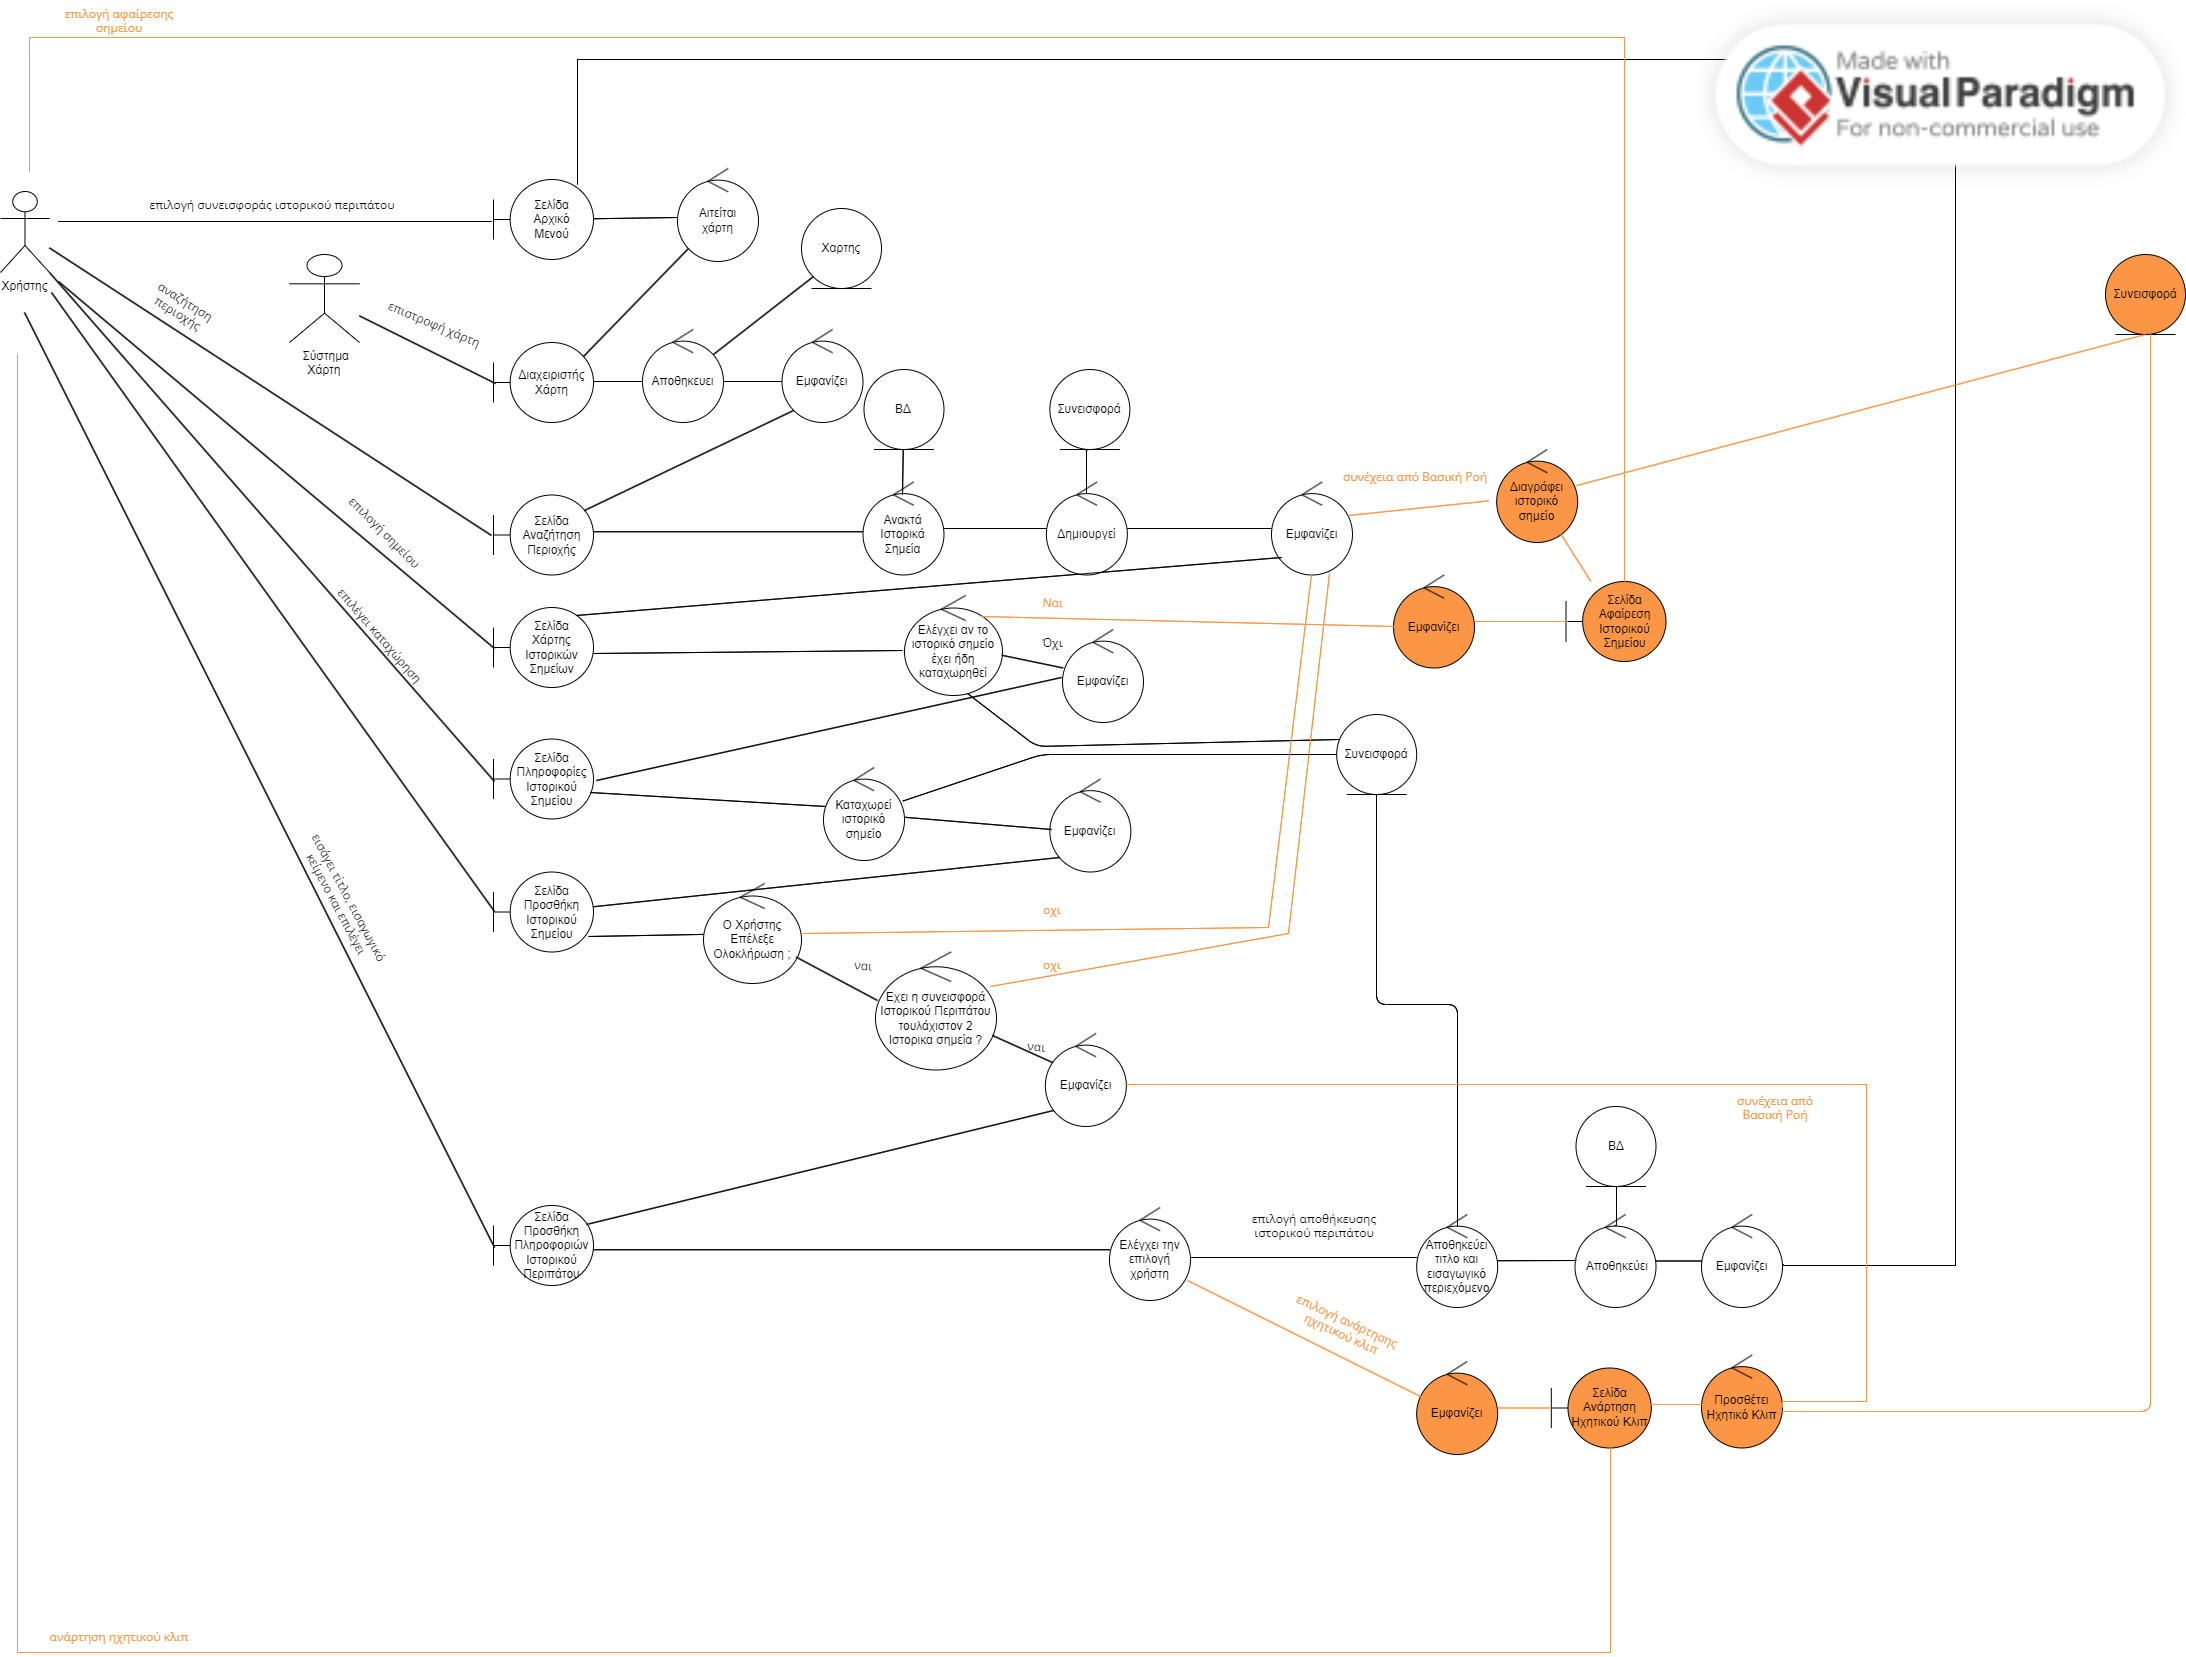 επιλογή αφαίρεσης
σημείου
Made with
Visual Paradigm
For non-commercial use
επιλογή συνεισφοράς ιστορικού περιπάτου
Σελίδα
Αρχικό
Μενού
Αιτείται
χάρτη
Χαρτης
Χρήστης
Σύστημα
Χάρτη
αναζήτηση
περιοχής
επιστροφή χάρτη
Διαχειριστής
Χάρτη
Αποθηκευει
Εμφανίζει
ΒΔ
Συνεισφορά
Συνεισφορά
επιλογή σημείου
Σελίδα
Αναζήτηση
Περιοχής
Ανακτά
Ιστορικά
Σημεία
Δημιουργεί
Εμφανίζει
συνέχεια από Βασική Ροή
Διαγράφει
ιστορικό
σημείο
επιλέγει καταχώρηση
Σελίδα
Χάρτης
Ιστορικών
Σημείων
Ελέγχει αν το
ιστορικό σημείο
έχει ήδη
καταχωρηθεί
Ναι
Όχι
Εμφανίζει
Εμφανίζει
Σελίδα
Αφαίρεση
Ιστορικού
Σημείου
Σελίδα
Πληροφορίες
Ιστορικού
Σημείου
Καταχωρεί
ιστορικό
σημείο
Εμφανίζει
Συνεισφορά
εισάγει τίτλο, εισαγωγικό
κείμενο και επιλέγει
Σελίδα
Προσθήκη
Ιστορικού
Σημείου
Ο Χρήστης
Επέλεξε
Ολοκλήρωση ;
οχι
ναι
οχι
Εχει η συνεισφορά
Ιστορικού Περιπάτου
τουλάχιστον 2
Ιστορικα σημεία ?
ναι
Εμφανίζει
συνέχεια από
Βασική Ροή
ΒΔ
Σελίδα
Προσθήκη
Πληροφοριών
Ιστορικού
Περιπάτου
Ελέγχει την
επιλογή
χρήστη
επιλογή αποθήκευσης
ιστορικού περιπάτου
Αποθηκεύει
τιτλο και
εισαγωγικό
περιεχόμενο
Αποθηκεύει
Εμφανίζει
επιλογή ανάρτησης
ηχητικού κλιπ
Εμφανίζει
Σελίδα
Ανάρτηση
Ηχητικού Κλιπ
Προσθέτει
Ηχητικό Κλιπ
ανάρτηση ηχητικού κλιπ